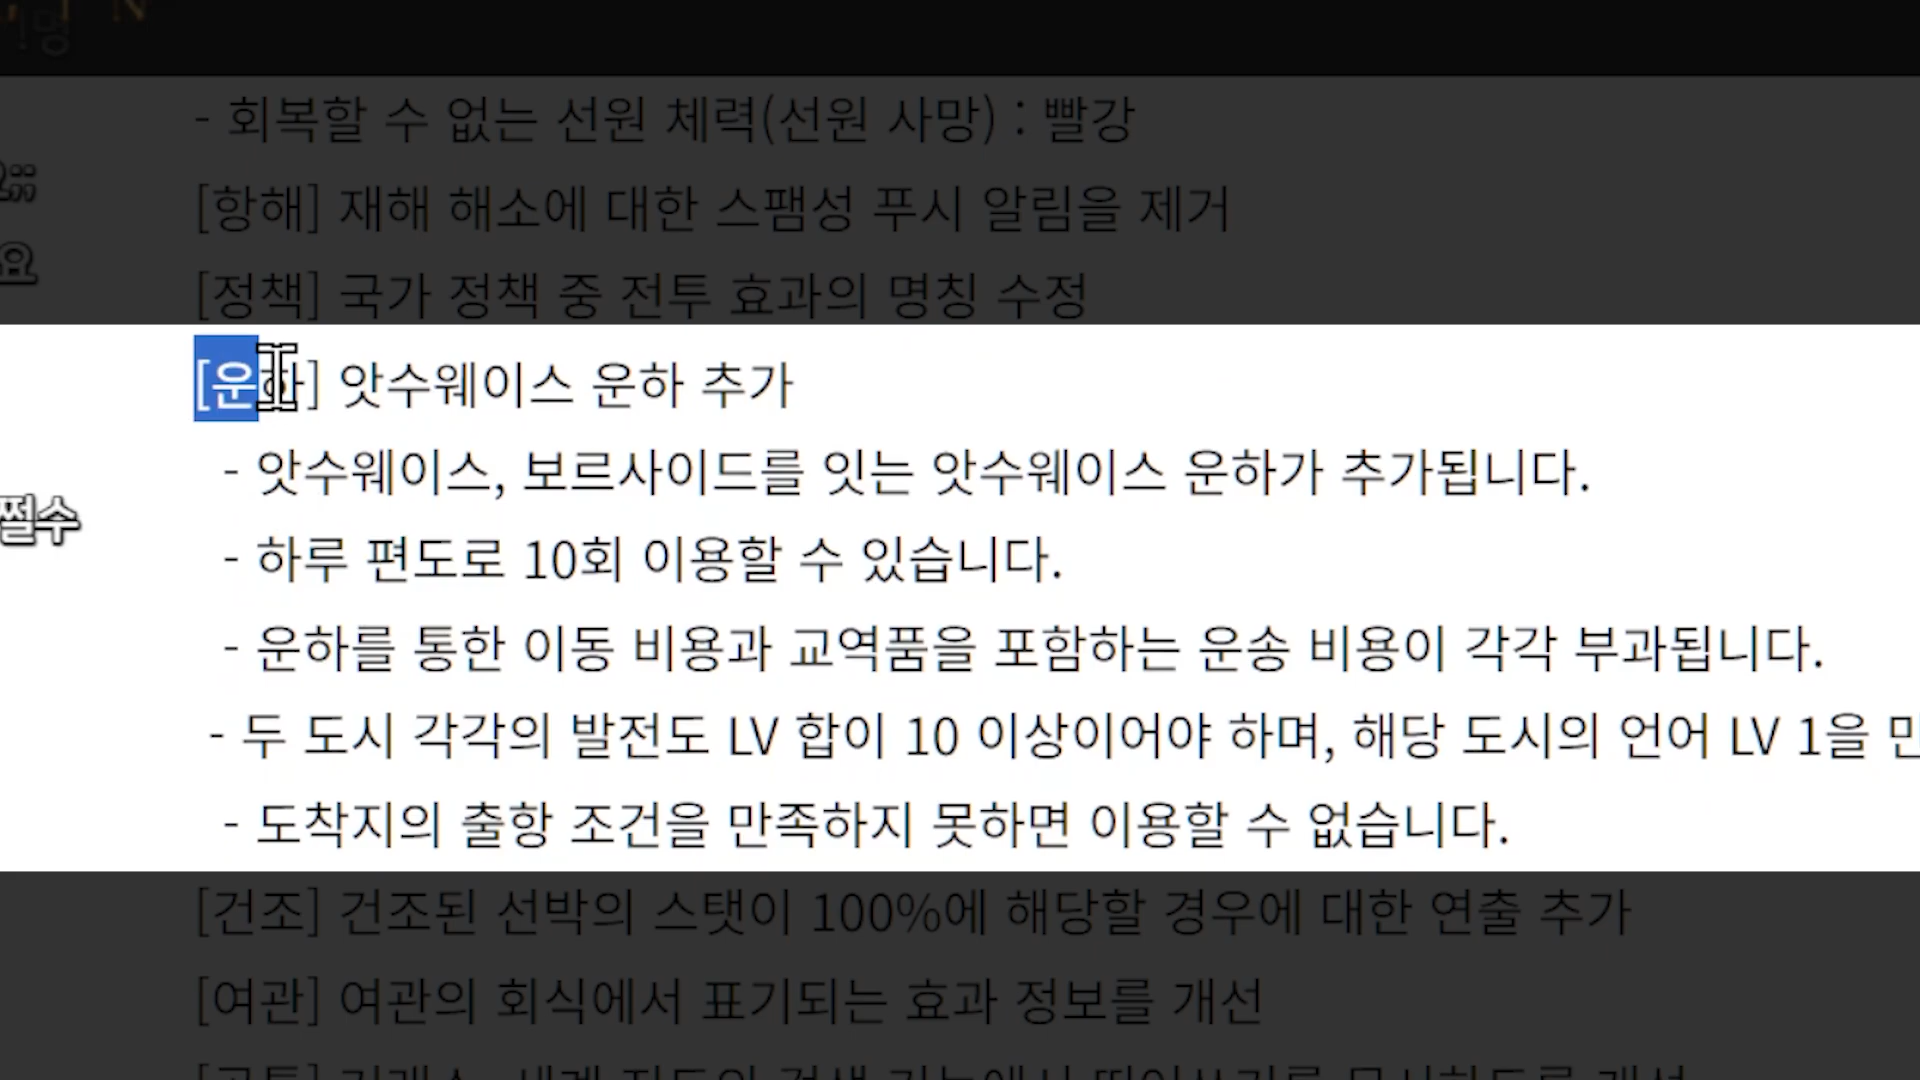 !명
- 회복할 수 없는 선원 체력(선원 사망) : 빨강
[항해] 재해 해소에 대한 스팸성 푸시 알림을 제거
요
[정책] 국가 정책 중 전투 효과의 명칭 수정
[운하] 앗수웨이스 운하 추가
- 앗수웨이스, 보르사이드를 잇는 앗수웨이스 운하가 추가됩니다.
쩔수
- 하루 편도로 10회 이용할 수 있습니다.
- 운하를 통한 이동 비용과 교역품을 포함하는 운송 비용이 각각 부과됩니다.
- 두 도시 각각의 발전도 LV 합이 10 이상이어야 하며, 해당 도시의 언어 LV 1을
- 도착지의 출항 조건을 만족하지 못하면 이용할 수 없습니다.
[건조] 건조된 선박의 스탯이 100%에 해당할 경우에 대한 연출 추가
[여관] 여관의 회식에서 표기되는 효과 정보를 개선